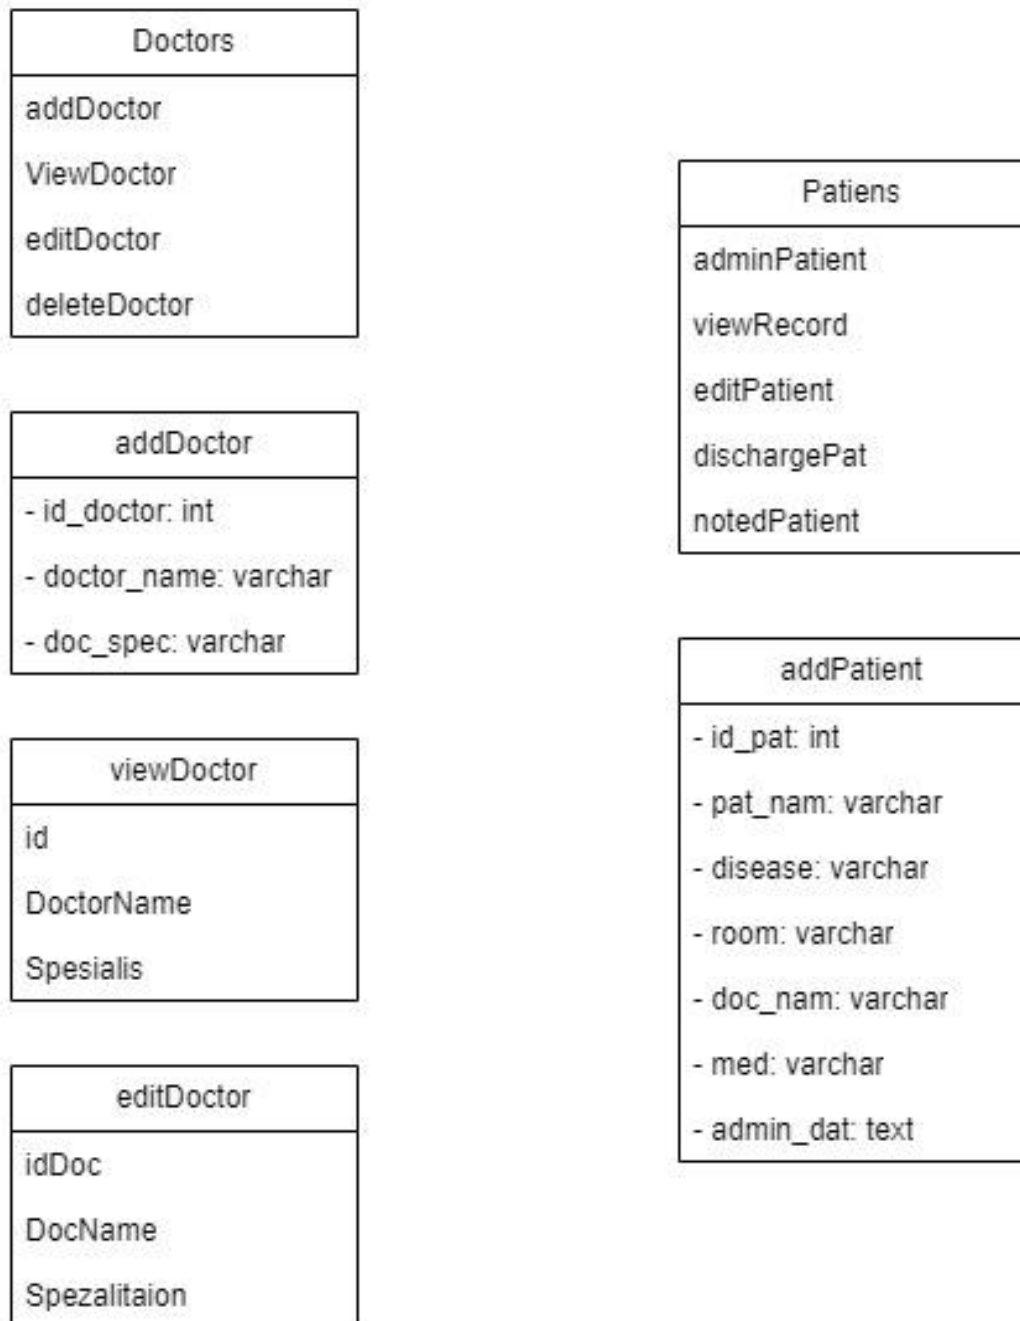 Doctors
addDoctor
ViewDoctor
editDoctor
deleteDoctor
addDoctor
- id_doctor: int
- doctor_name: varchar
- doc_spec: varchar
viewDoctor
id
DoctorName
Spesialis
editDoctor
idDoc
DocName
Spezalitaion
Patiens
adminPatient
viewRecord
editPatient
dischargePat
notedPatient
addPatient
- id_pat: int
- pat_nam: varchar
- disease: varchar
- room: varchar
- doc_nam: varchar
- med: varchar
- admin_dat: text